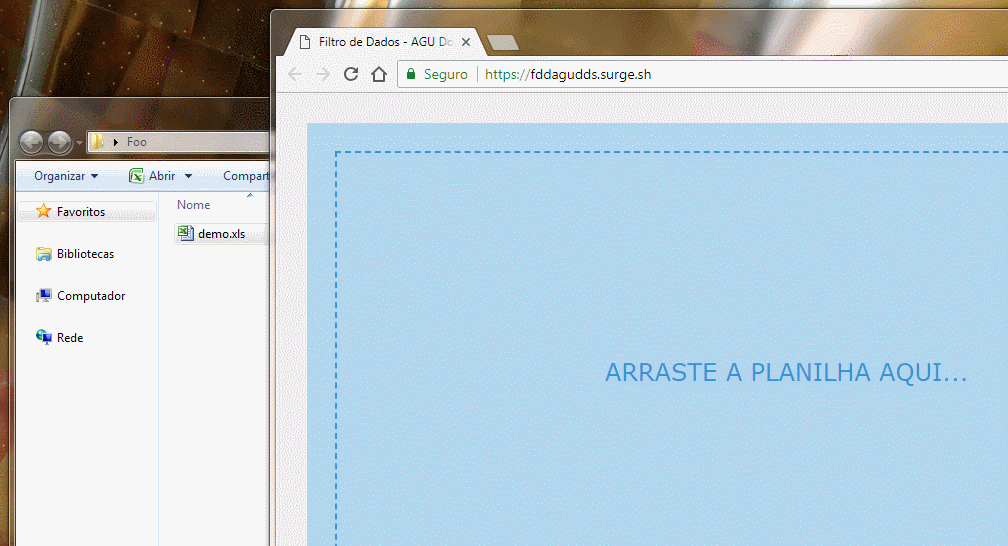 Filtro de Dados - AGU Do
Seguro
https://fddagudds.surge.sh
Foo
Organizar
Abrir
Compart
Nome
Favoritos
demo.xls
Bibliotecas
Computador
Rede
ARRASTE A PLANILHA AQUI...